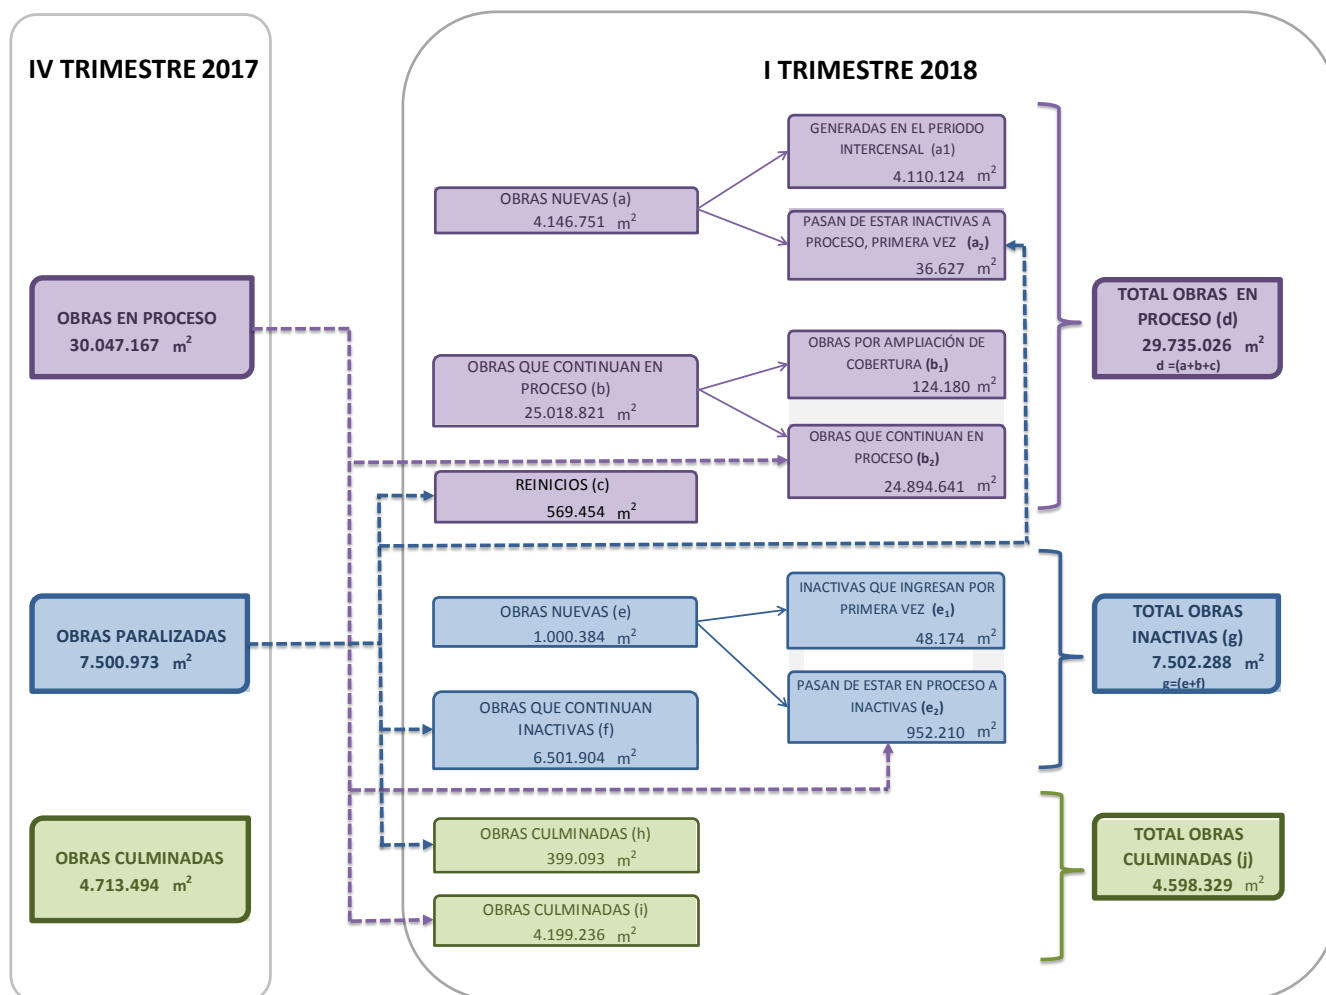 IV TRIMESTRE 2017
OBRAS EN PROCESO
30.047.167 m²
OBRAS PARALIZADAS
7.500.973 m²
OBRAS CULMINADAS
4.713.494 m²
I TRIMESTRE 2018
OBRAS NUEVAS (a)
4.146.751 m²
GENERADAS EN EL PERIODO
INTERCENSAL (a1)
4.110.124 m²
PASAN DE ESTAR INACTIVAS A
PROCESO, PRIMERA VEZ (a₂)
36.627 m²
OBRAS QUE CONTINUAN EN
PROCESO (b)
25.018.821 m²
OBRAS POR AMPLIACIÓN DE
COBERTURA (b₁)
124.180 m²
OBRAS QUE CONTINUAN EN
PROCESO (b₂)
24.894.641 m²
REINICIOS (c)
569.454 m²
TOTAL OBRAS EN
PROCESO (d)
29.735.026 m²
d =(a+b+c)
OBRAS NUEVAS (e)
1.000.384 m²
INACTIVAS QUE INGRESAN POR
PRIMERA VEZ (e₁)
48.174 m²
PASAN DE ESTAR EN PROCESO A
INACTIVAS (e₂)
952.210 m²
OBRAS QUE CONTINUAN
INACTIVAS (f)
6.501.904 m²
TOTAL OBRAS
INACTIVAS (g)
7.502.288 m²
g=(e+f)
OBRAS CULMINADAS (h)
399.093 m²
OBRAS CULMINADAS (i)
4.199.236 m²
TOTAL OBRAS
CULMINADAS (j)
4.598.329 m²